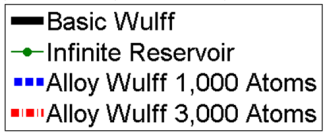 Basic Wulff
Infinite Reservoir
Alloy Wulff 1,000 Atoms
Alloy Wulff 3,000 Atoms